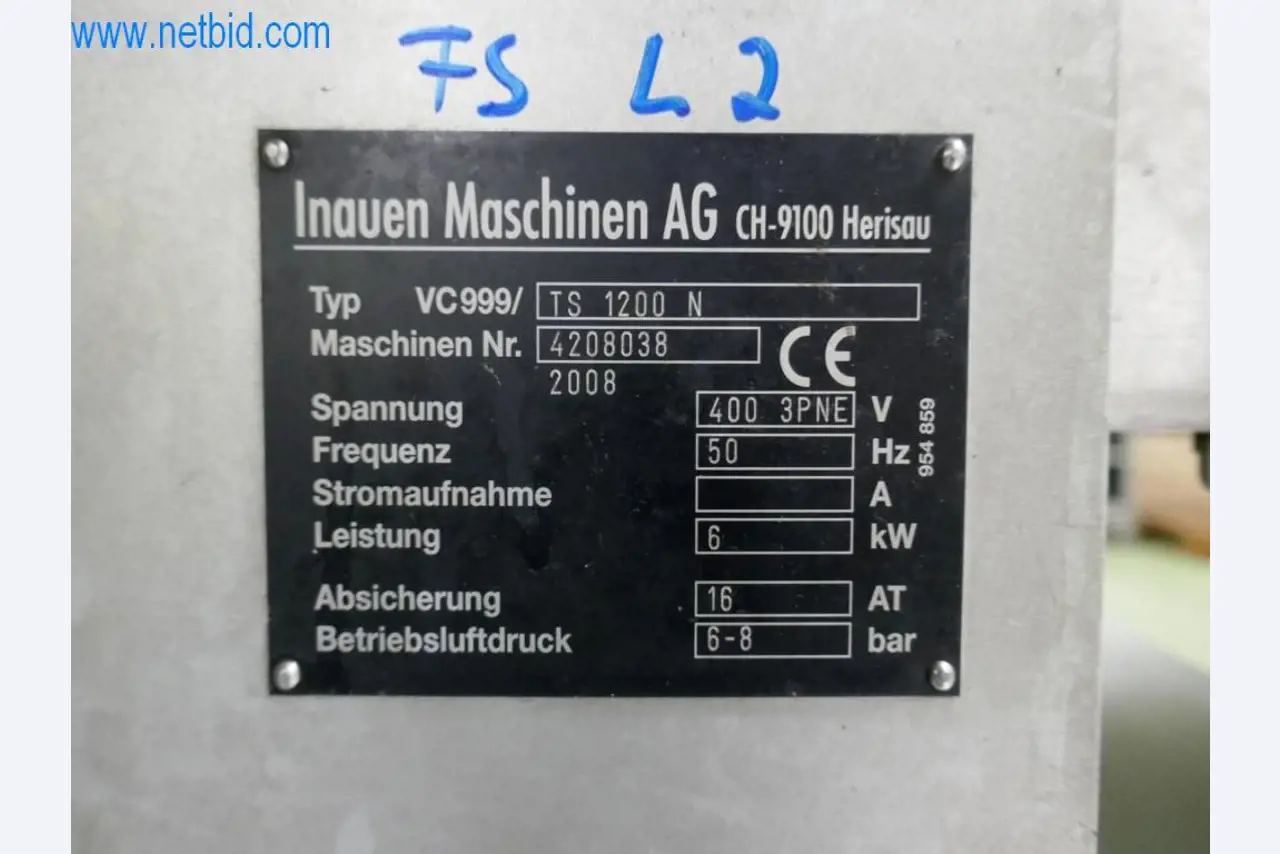 www.netbid.com
FS L2
Inauen Maschinen AG CH-9100 Herisau
Typ VC999/ TS 1200 N
Maschinen Nr. 4208038
CE
2008
Spannung 400 3PNE V
Frequenz 50 Hz
954 859
Stromaufnahme A
Leistung 6 kW
Absicherung 16 AT
Betriebsluftdruck 6-8 bar